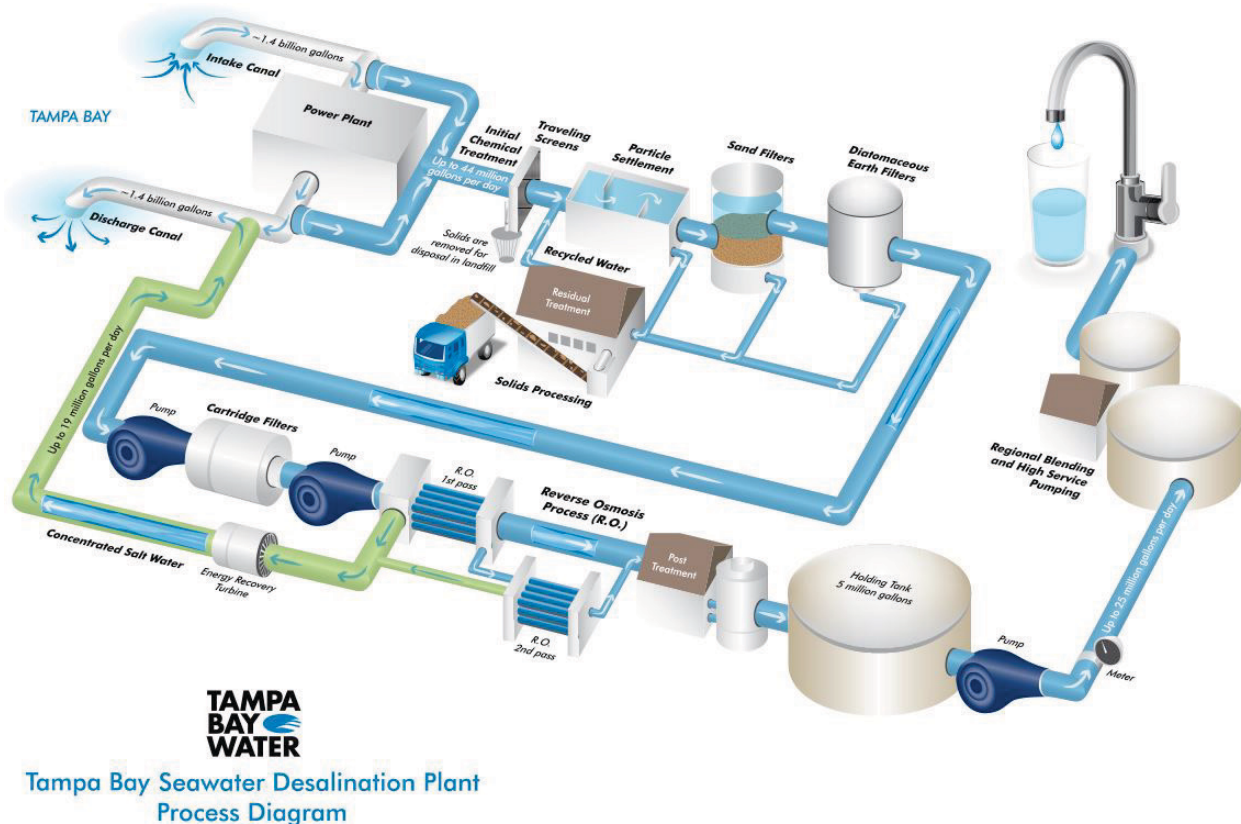 ~1.4 billion gallons
Intake Canal
TAMPA BAY
Power Plant
~1.4 billion gallons
Discharge Canal
Up to 44 million
gallons per day
Initial
Chemical
Treatment
Traveling
Screens
Particle
Settlement
Sand Filters
Diatomaceous
Earth Filters
Solids are
removed for
disposal in landfill
Recycled Water
Residual
Treatment
Solids Processing
Up to 19 million gallons per day
Pump
Cartridge Filters
Pump
R.O.
1st pass
Reverse Osmosis
Process (R.O.)
Concentrated Salt Water
Energy Recovery
Turbine
R.O.
2nd pass
Post
Treatment
Holding Tank
5 million gallons
Pump
Meter
Up to 25 million gallons per day
Regional Blending
and High Service
Pumping
TAMPA
BAY
WATER
Tampa Bay Seawater Desalination Plant
Process Diagram